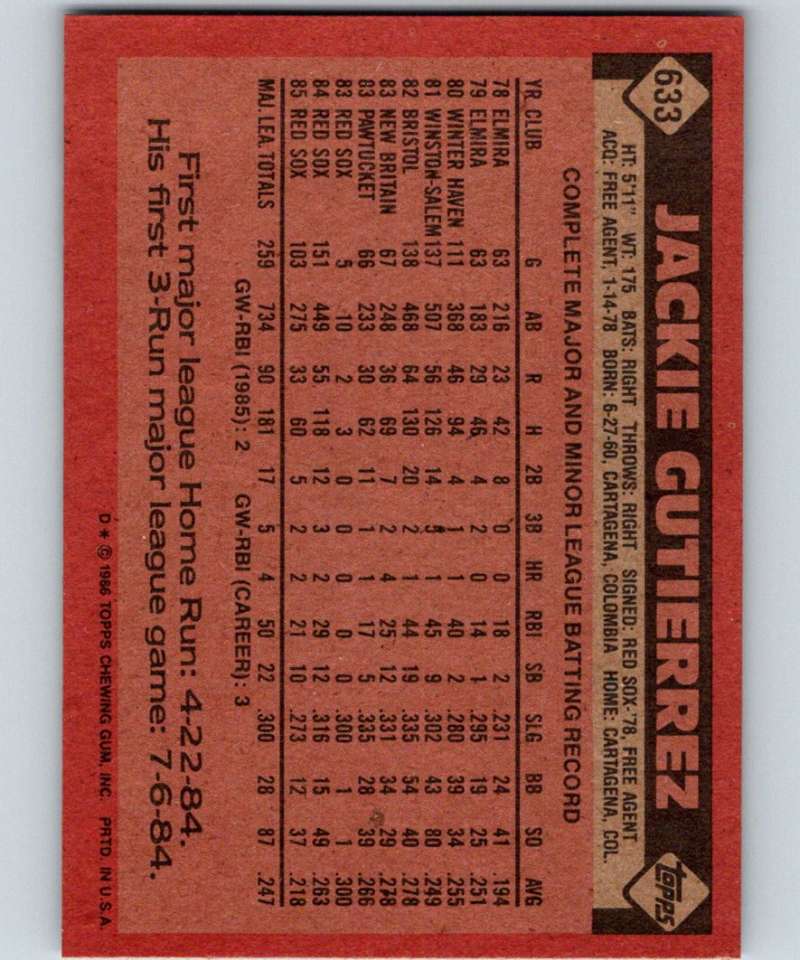 633 JACKIE GUTIERREZ topps
HT: 5'11" WT: 175 BATS: RIGHT THROWS: RIGHT SIGNED: RED SOX-'78, FREE AGENT
ACQ: FREE AGENT, 1-14-78 BORN: 6-27-60, CARTAGENA, COLOMBIA HOME: CARTAGENA, COL.
COMPLETE MAJOR AND MINOR LEAGUE BATTING RECORD
YR CLUB G AB R H 2B 3B HR RBI SB SLG BB SO AVG
78 ELMIRA 63 216 23 42 8 0 0 18 2 .231 24 41 .194
79 ELMIRA 63 183 29 46 4 2 0 14 1 .295 19 25 .251
80 WINTER HAVEN 111 368 46 94 4 1 1 40 2 .280 39 34 .255
81 WINSTON-SALEM 137 507 56 126 14 5 1 45 9 .302 43 80 .249
82 BRISTOL 138 468 64 130 20 2 1 44 19 .335 54 40 .278
83 NEW BRITAIN 67 248 36 69 7 2 4 25 12 .331 34 29 .278
83 PAWTUCKET 66 233 30 62 11 1 1 17 5 .335 28 39 .266
83 RED SOX 5 10 2 3 0 0 0 0 0 .300 1 1 .300
84 RED SOX 151 449 55 118 12 3 2 29 12 .316 15 49 .263
85 RED SOX 103 275 33 60 5 2 2 21 10 .273 12 37 .218
MAJ. LEA. TOTALS 259 734 90 181 17 5 4 50 22 .300 28 87 .247
GW-RBI (1985): 2 GW-RBI (CAREER): 3
First major league Home Run: 4-22-84.
His first 3-Run major league game: 7-6-84.
D * © 1986 TOPPS CHEWING GUM, INC. PRTD. IN U.S.A.